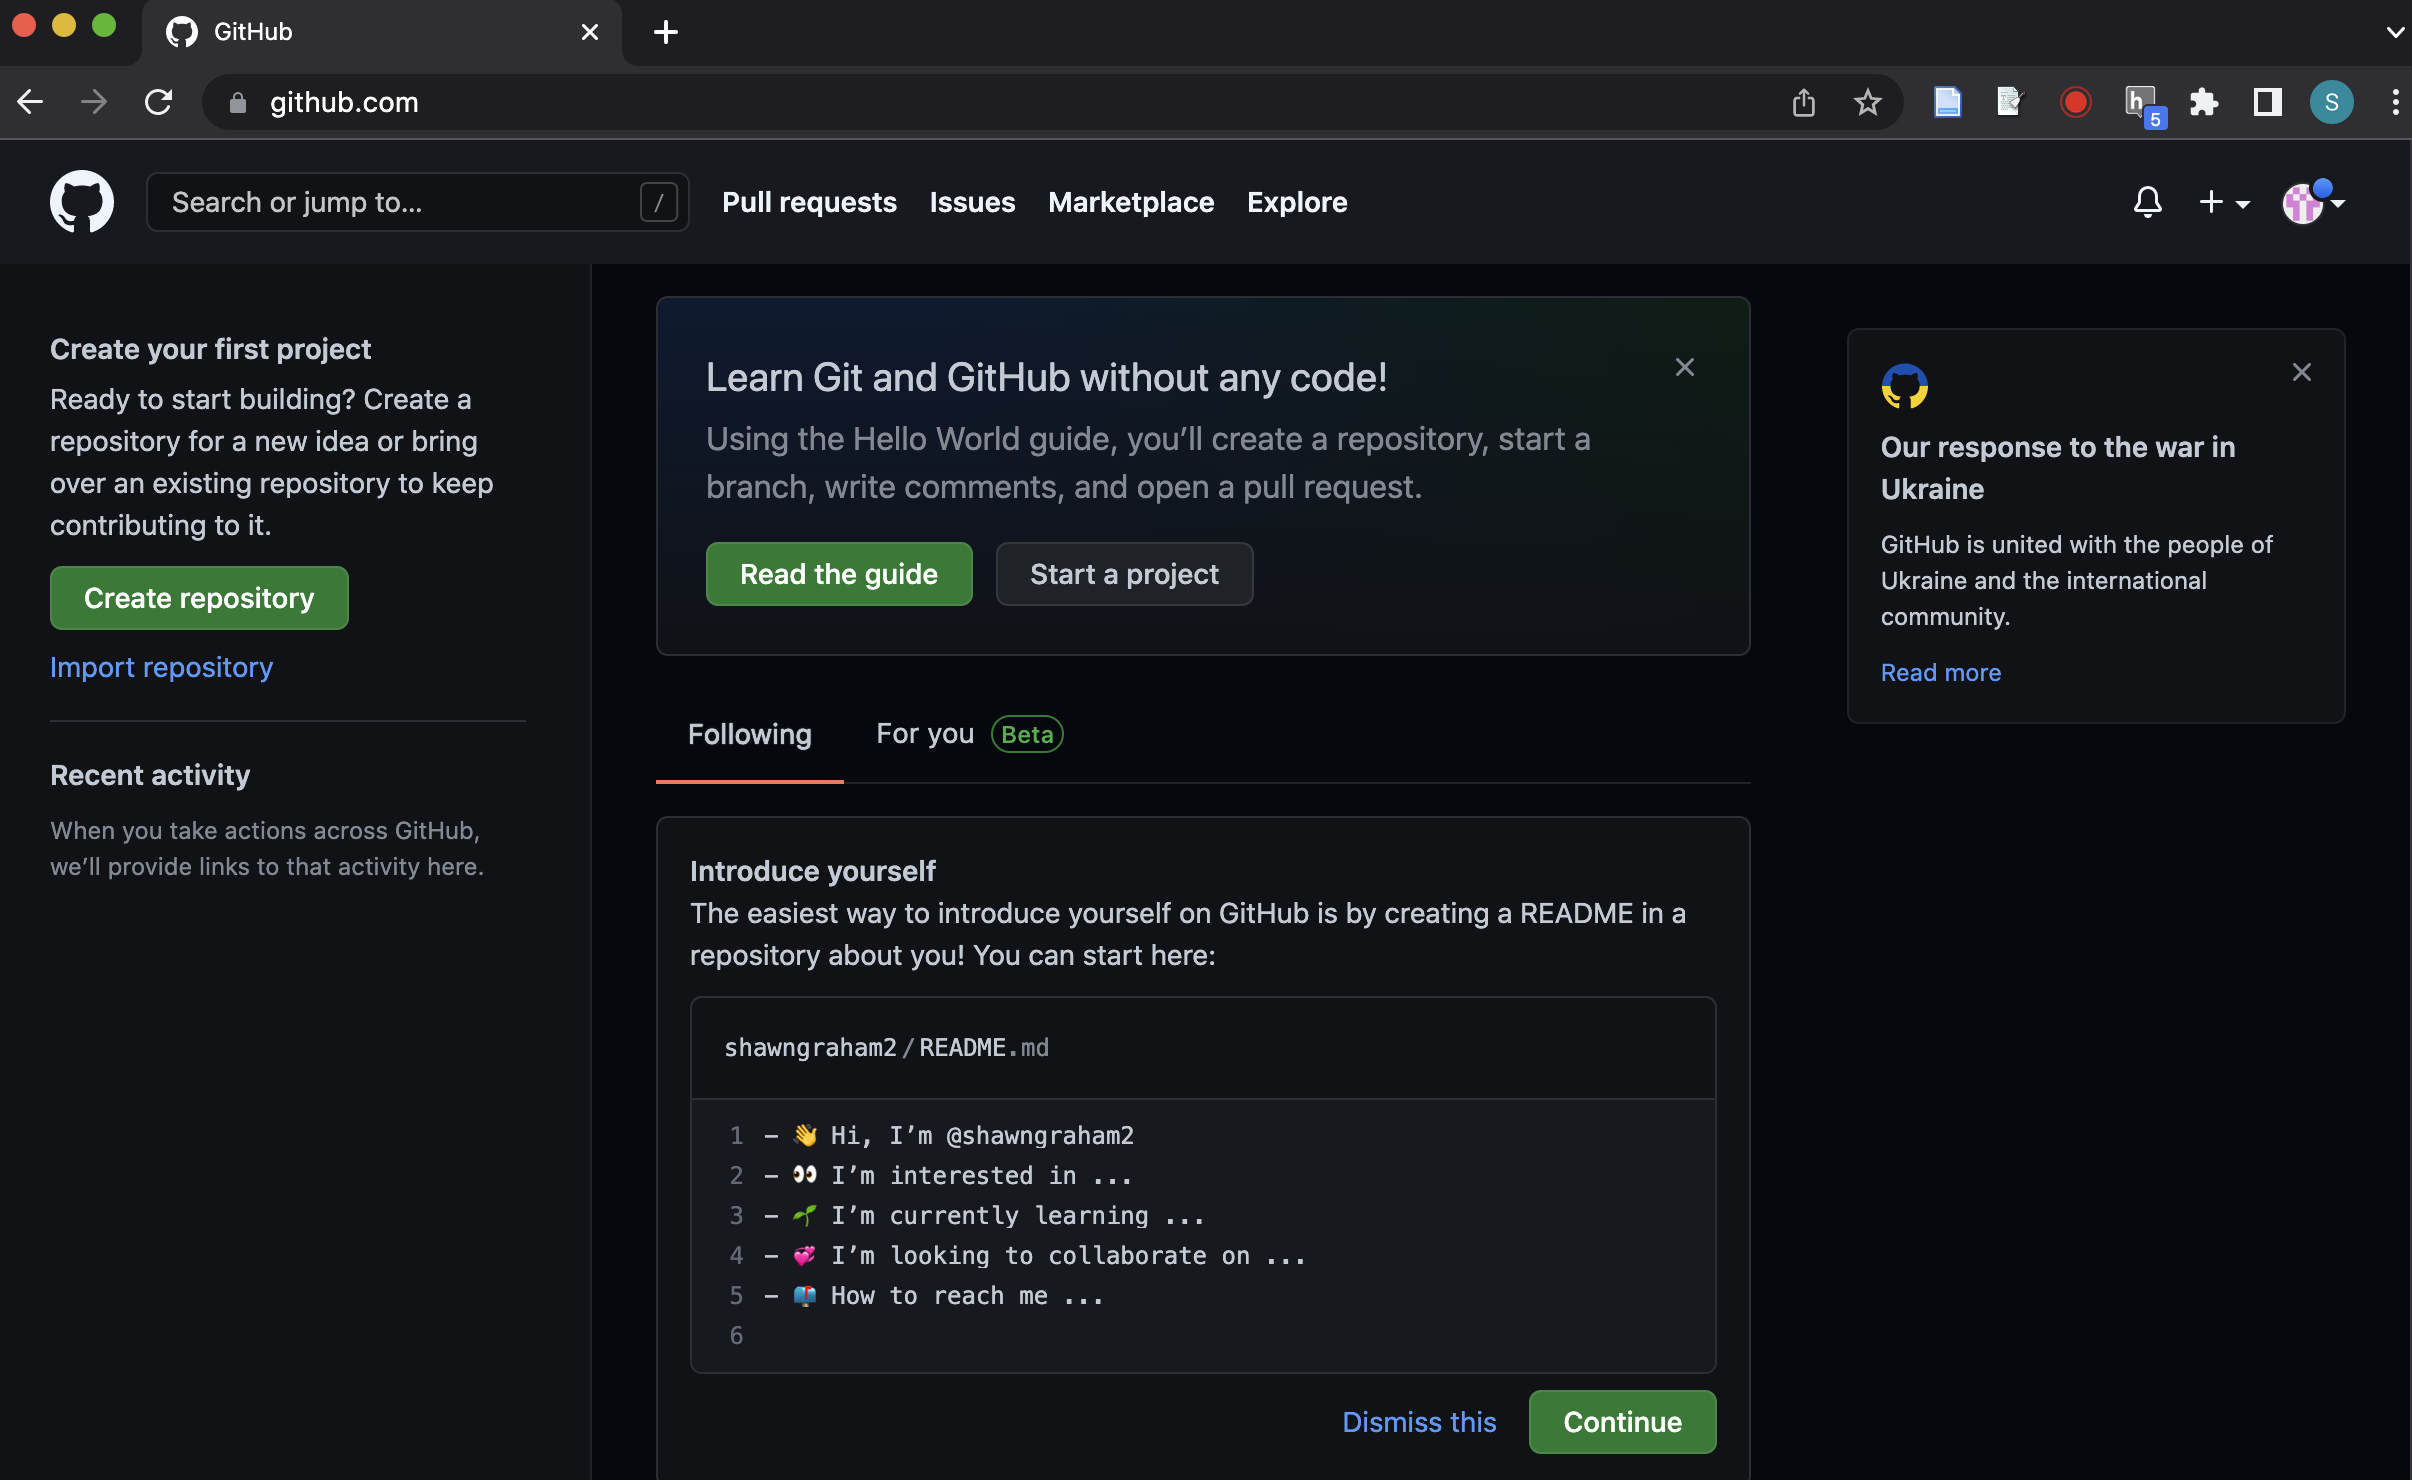 GitHub
github.com
5
S
Search or jump to...
/
Pull requests
Issues
Marketplace
Explore
Create your first project
Ready to start building? Create a
repository for a new idea or bring
over an existing repository to keep
contributing to it.
Create repository
Import repository
Recent activity
When you take actions across GitHub,
we’ll provide links to that activity here.
Learn Git and GitHub without any code!
Using the Hello World guide, you’ll create a repository, start a
branch, write comments, and open a pull request.
Read the guide
Start a project
Following
For you
Beta
Introduce yourself
The easiest way to introduce yourself on GitHub is by creating a README in a
repository about you! You can start here:
shawngraham2/README.md
1 – 👋 Hi, I’m @shawngraham2
2 – 👀 I’m interested in ...
3 – 🌱 I’m currently learning ...
4 – 💞️ I’m looking to collaborate on ...
5 – 📫 How to reach me ...
6
Dismiss this
Continue
Our response to the war in
Ukraine
GitHub is united with the people of
Ukraine and the international
community.
Read more